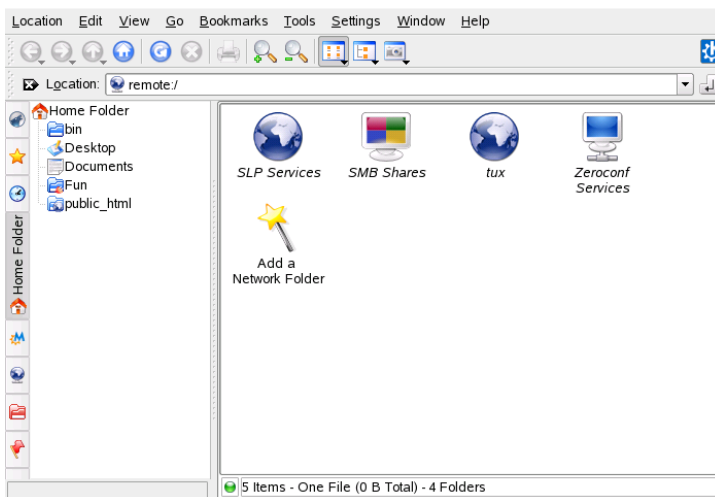 Location Edit View Go Bookmarks Tools Settings Window Help
Location: remote:/
Home Folder
bin
Desktop
Documents
Fun
public_html
Home Folder
SLP Services
SMB Shares
tux
Zeroconf
Services
Add a
Network Folder
5 Items - One File (0 B Total) - 4 Folders